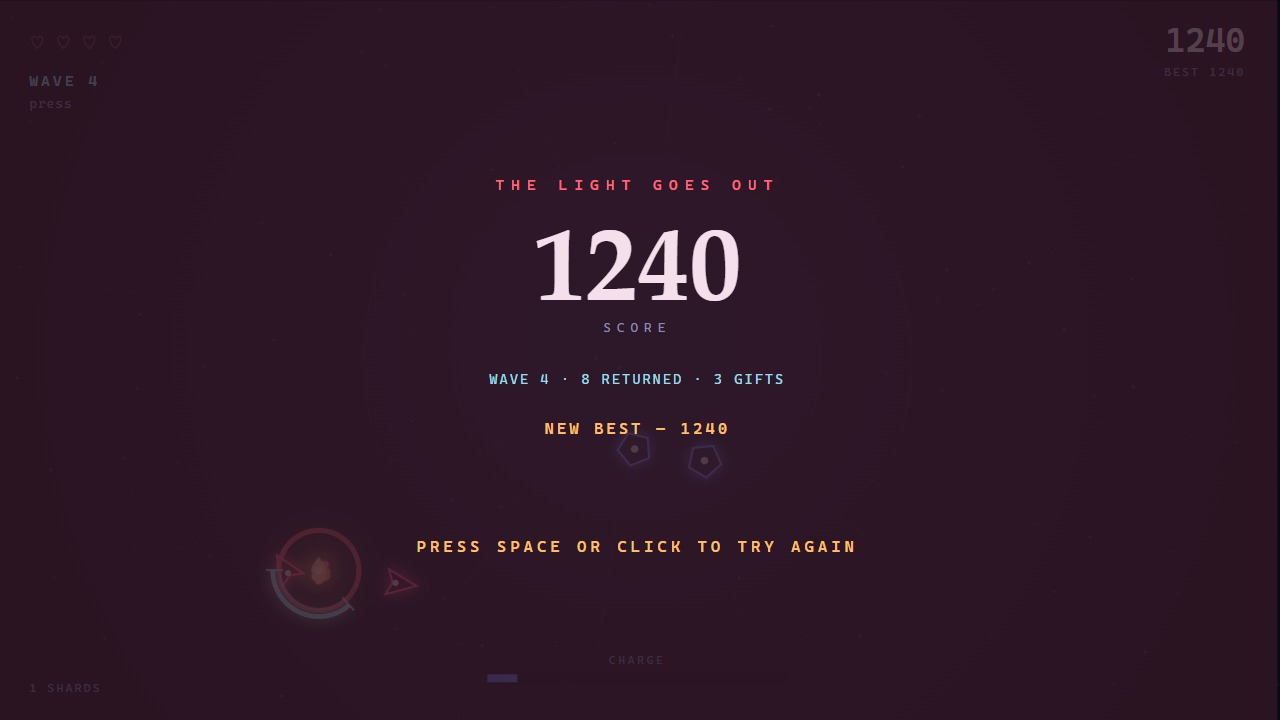 ♡ ♡ ♡ ♡
1240
WAVE 4
BEST 1240
press
THE LIGHT GOES OUT
1240
SCORE
WAVE 4 · 8 RETURNED · 3 GIFTS
NEW BEST — 1240
PRESS SPACE OR CLICK TO TRY AGAIN
CHARGE
1 SHARDS